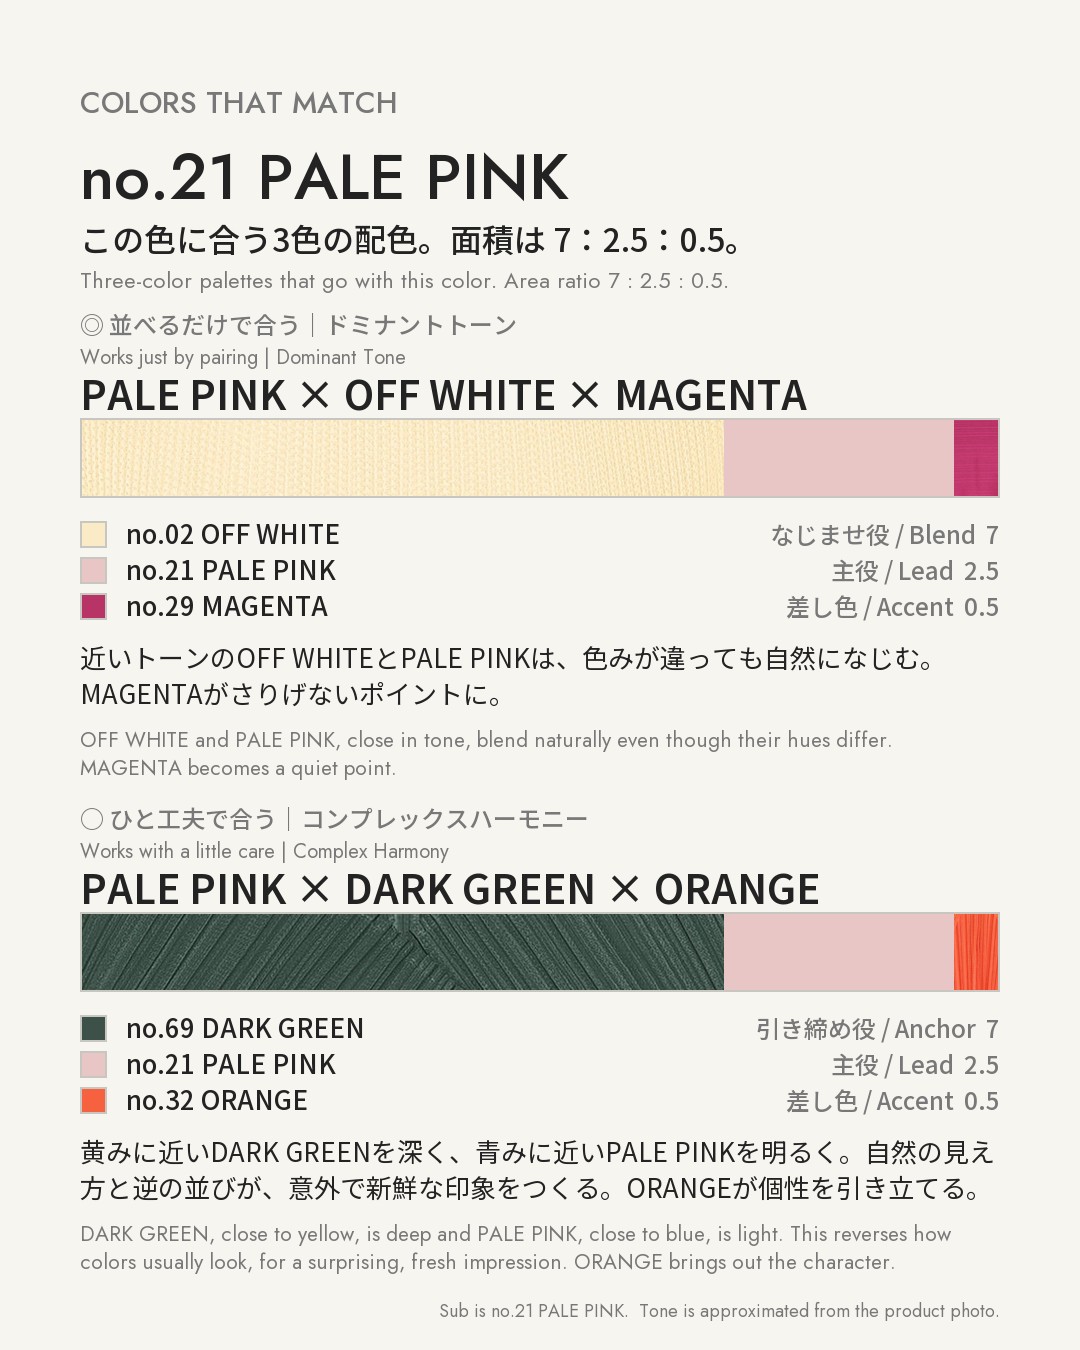 COLORS THAT MATCH
no.21 PALE PINK
この色に合う3色の配色。面積は 7：2.5：0.5。
Three-color palettes that go with this color. Area ratio 7 : 2.5 : 0.5.
◎ 並べるだけで合う｜ドミナントトーン
Works just by pairing | Dominant Tone
PALE PINK × OFF WHITE × MAGENTA
no.02 OFF WHITE なじませ役 / Blend 7
no.21 PALE PINK 主役 / Lead 2.5
no.29 MAGENTA 差し色 / Accent 0.5
近いトーンのOFF WHITEとPALE PINKは、色みが違っても自然になじむ。
MAGENTAがさりげないポイントに。
OFF WHITE and PALE PINK, close in tone, blend naturally even though their hues differ.
MAGENTA becomes a quiet point.
○ ひと工夫で合う｜コンプレックスハーモニー
Works with a little care | Complex Harmony
PALE PINK × DARK GREEN × ORANGE
no.69 DARK GREEN 引き締め役 / Anchor 7
no.21 PALE PINK 主役 / Lead 2.5
no.32 ORANGE 差し色 / Accent 0.5
黄みに近いDARK GREENを深く、青みに近いPALE PINKを明るく。自然の見え
方と逆の並びが、意外で新鮮な印象をつくる。ORANGEが個性を引き立てる。
DARK GREEN, close to yellow, is deep and PALE PINK, close to blue, is light. This reverses how
colors usually look, for a surprising, fresh impression. ORANGE brings out the character.
Sub is no.21 PALE PINK. Tone is approximated from the product photo.